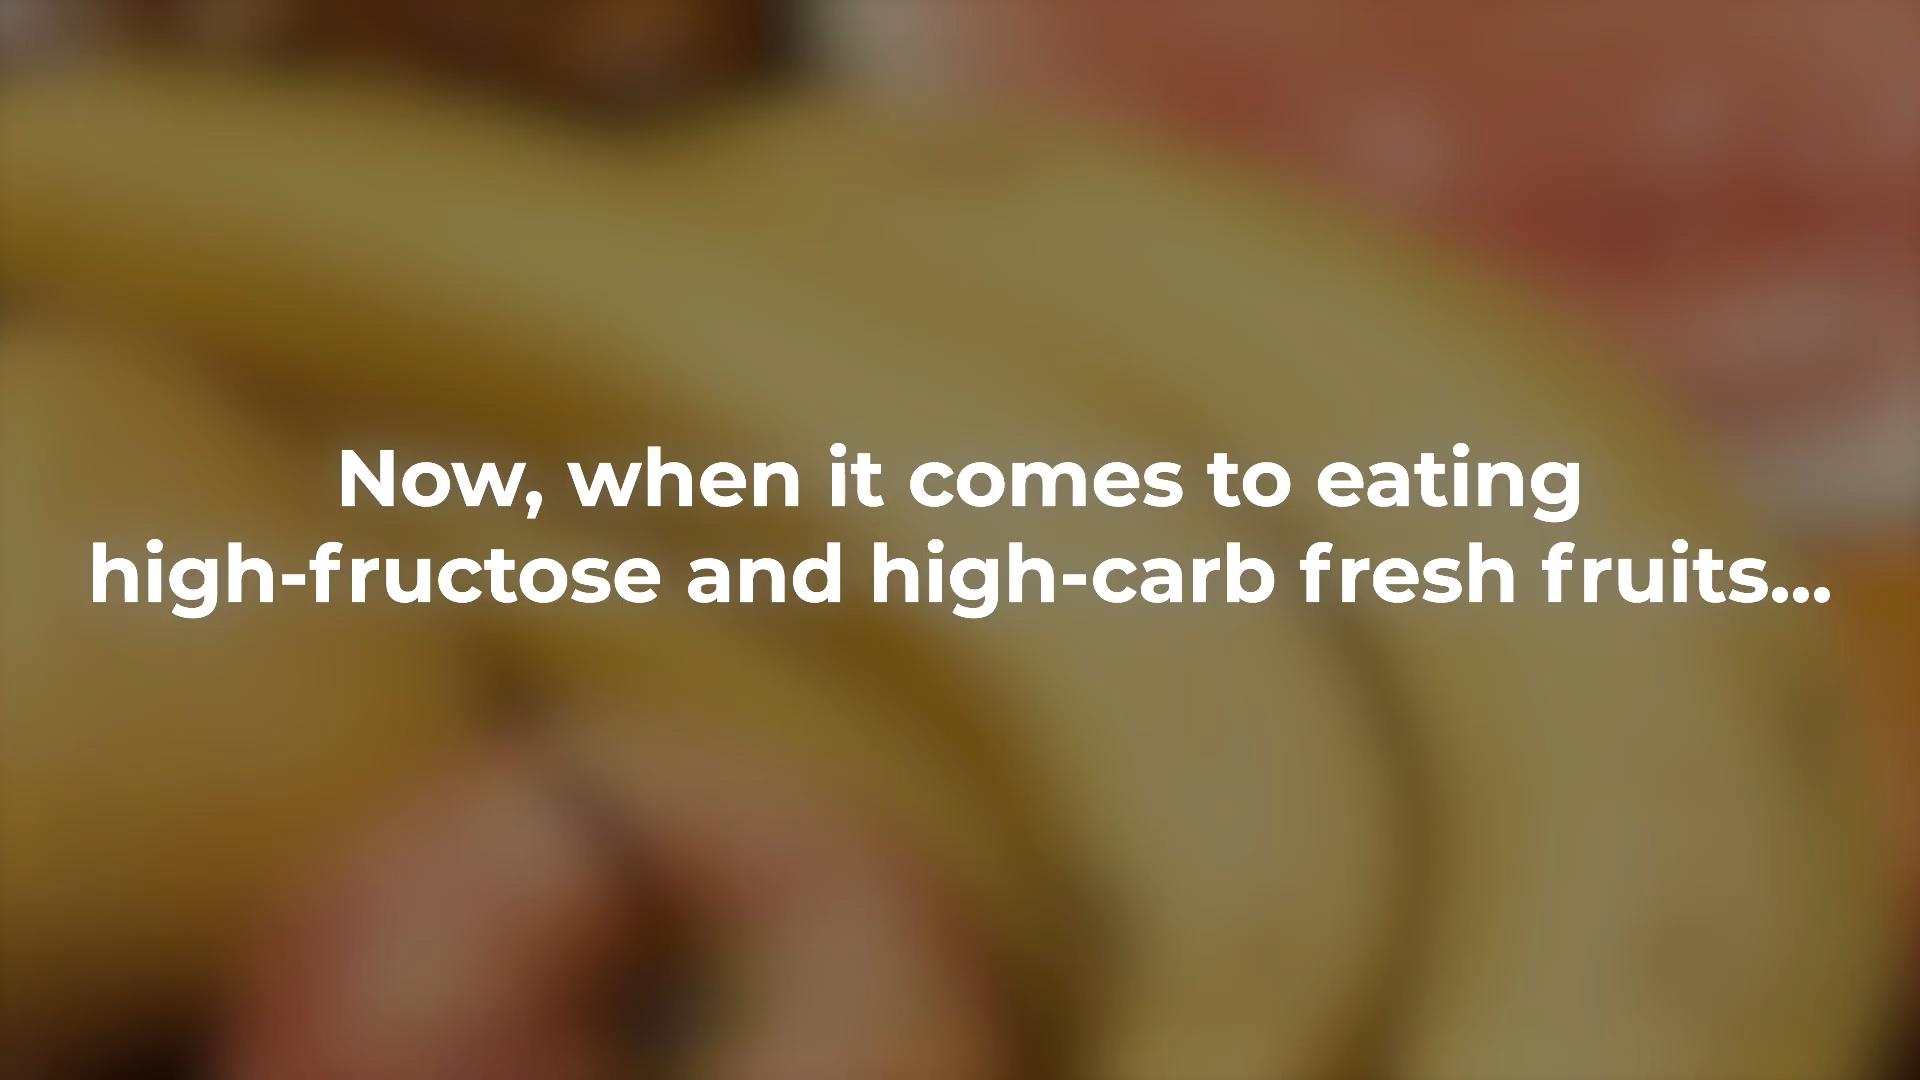 Now, when it comes to eating
high-fructose and high-carb fresh fruits...